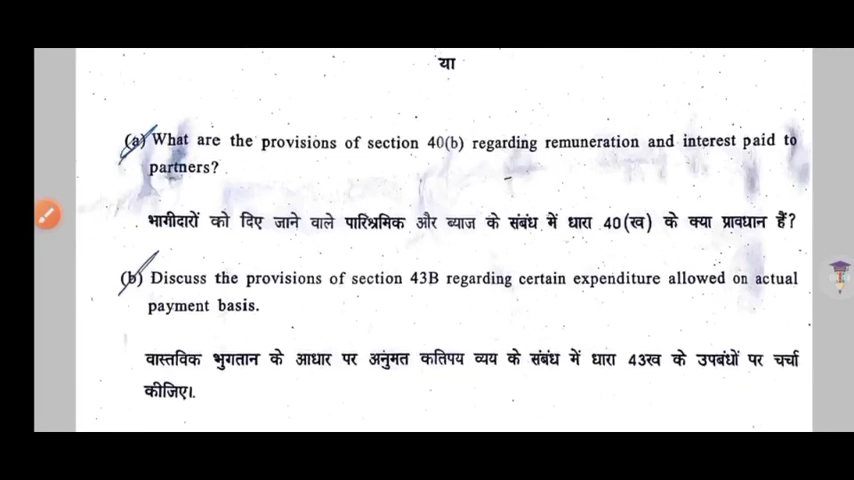 या
(a) What are the provisions of section 40(b) regarding remuneration and interest paid to
partners?
भागीदारों को दिए जाने वाले पारिश्रमिक और ब्याज के संबंध में धारा 40(ख) के क्या प्रावधान हैं?
(b) Discuss the provisions of section 43B regarding certain expenditure allowed on actual
payment basis.
वास्तविक भुगतान के आधार पर अनुमत कतिपय व्यय के संबंध में धारा 43ख के उपबंधों पर चर्चा
कीजिए।